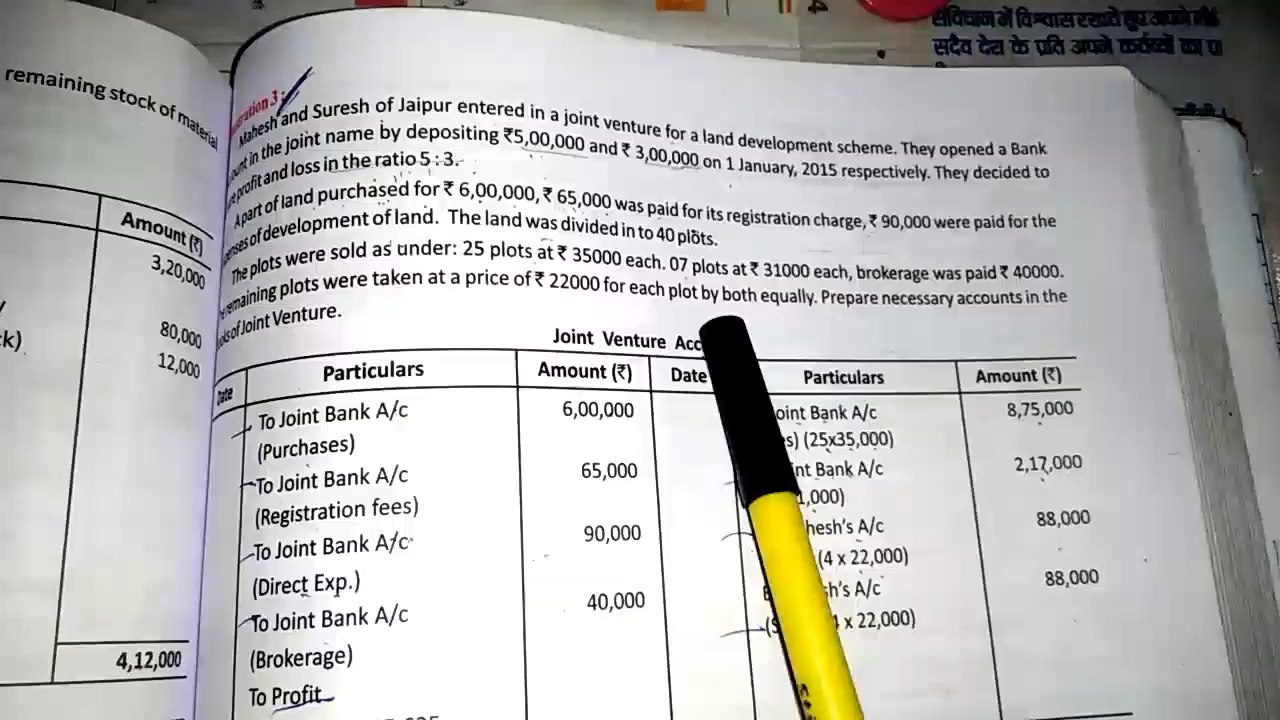 संविधान में विश्वास रखते हुए अपने
सदैव देश के प्रति अपने कर्तव्यों का पा
remaining stock of material
Amount (₹)
3,20,000
k)
80,000
12,000
4,12,000
ration 3:
Mahesh and Suresh of Jaipur entered in a joint venture for a land development scheme. They opened a Bank
unt in the joint name by depositing ₹5,00,000 and ₹ 3,00,000 on 1 January, 2015 respectively. They decided to
e profit and loss in the ratio 5 : 3.
A part of land purchased for ₹ 6,00,000, ₹ 65,000 was paid for its registration charge, ₹ 90,000 were paid for the
enses of development of land. The land was divided in to 40 plots.
The plots were sold as under: 25 plots at ₹ 35000 each. 07 plots at ₹ 31000 each, brokerage was paid ₹ 40000.
e remaining plots were taken at a price of ₹ 22000 for each plot by both equally. Prepare necessary accounts in the
oks of Joint Venture.
Joint Venture Acc
Date Particulars Amount (₹) Date Particulars Amount (₹)
To Joint Bank A/c 6,00,000 oint Bank A/c 8,75,000
(Purchases) s) (25x35,000)
To Joint Bank A/c 65,000 nt Bank A/c 2,17,000
(Registration fees) 1,000)
To Joint Bank A/c 90,000 hesh's A/c 88,000
(Direct Exp.) (4 x 22,000)
To Joint Bank A/c 40,000 sh's A/c 88,000
(Brokerage) (S x 22,000)
To Profit